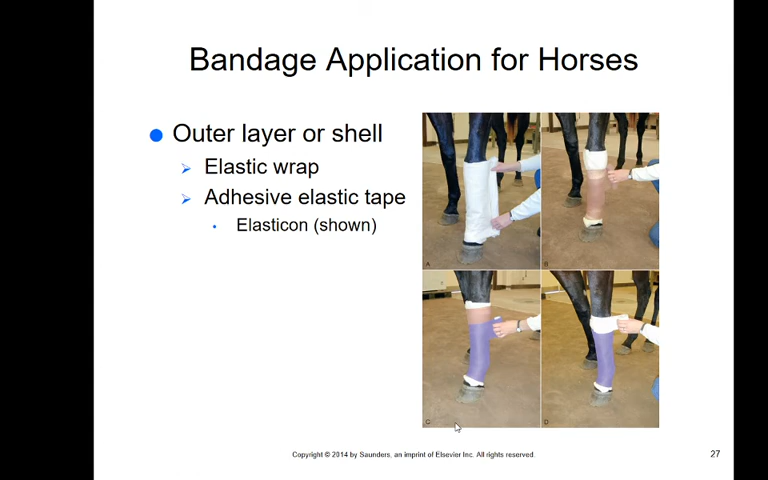 Bandage Application for Horses
Outer layer or shell
Elastic wrap
Adhesive elastic tape
Elasticon (shown)
A
B
C
D
Copyright © 2014 by Saunders, an imprint of Elsevier Inc. All rights reserved.
27